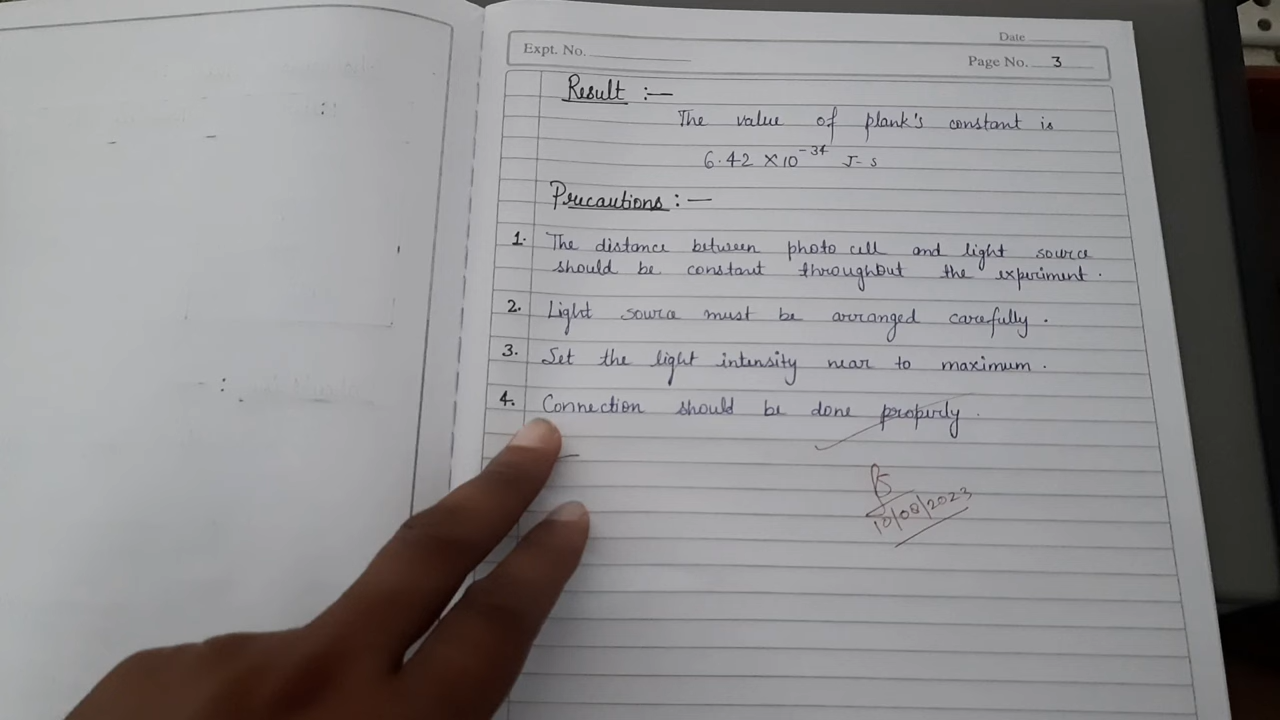 Date
Expt. No.
Page No. 3
Result :—
The value of plank's constant is
6.42 × 10⁻³⁴ J-s
Precautions : —
1. The distance between photo cell and light source
should be constant throughout the experiment.
2. Light source must be arranged carefully.
3. Set the light intensity near to maximum.
4. Connection should be done properly.
10/08/2023